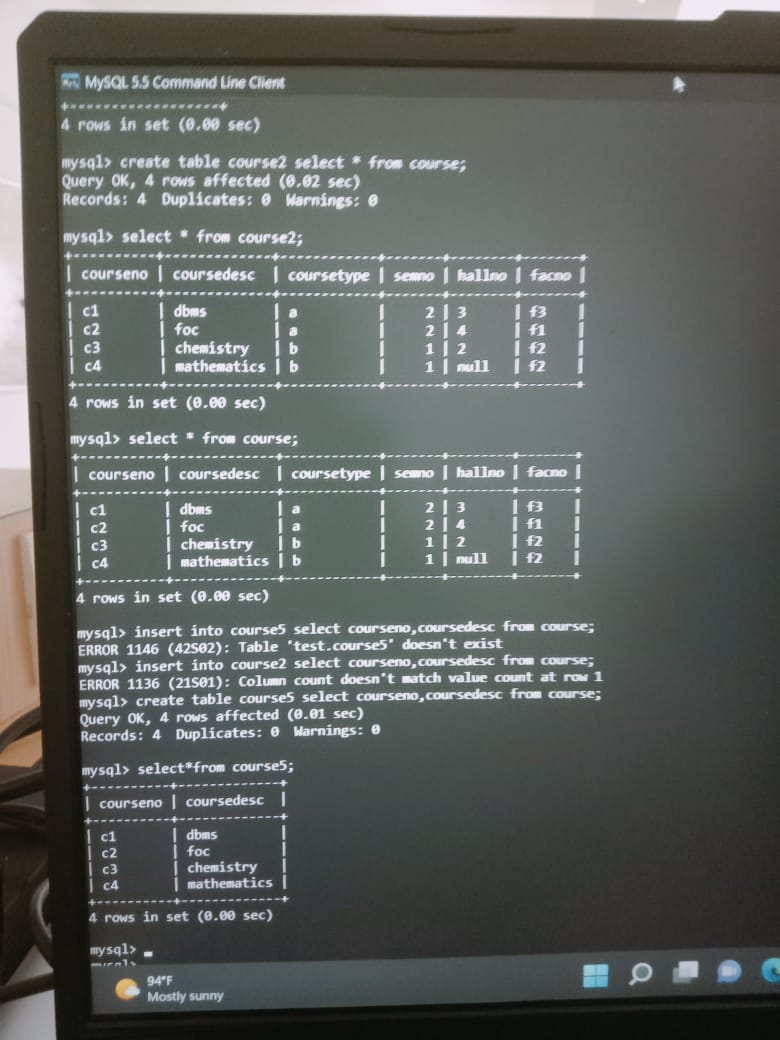 MySQL 5.5 Command Line Client
+-------------------+
4 rows in set (0.00 sec)
mysql> create table course2 select * from course;
Query OK, 4 rows affected (0.02 sec)
Records: 4  Duplicates: 0  Warnings: 0
mysql> select * from course2;
+----------+-------------+------------+-------+--------+-------+
| courseno | coursedesc  | coursetype | semno | hallno | facno |
+----------+-------------+------------+-------+--------+-------+
| c1       | dbms        | a          |     2 | 3      | f3    |
| c2       | foc         | a          |     2 | 4      | f1    |
| c3       | chemistry   | b          |     1 | 2      | f2    |
| c4       | mathematics | b          |     1 | null   | f2    |
+----------+-------------+------------+-------+--------+-------+
4 rows in set (0.00 sec)
mysql> select * from course;
+----------+-------------+------------+-------+--------+-------+
| courseno | coursedesc  | coursetype | semno | hallno | facno |
+----------+-------------+------------+-------+--------+-------+
| c1       | dbms        | a          |     2 | 3      | f3    |
| c2       | foc         | a          |     2 | 4      | f1    |
| c3       | chemistry   | b          |     1 | 2      | f2    |
| c4       | mathematics | b          |     1 | null   | f2    |
+----------+-------------+------------+-------+--------+-------+
4 rows in set (0.00 sec)
mysql> insert into course5 select courseno,coursedesc from course;
ERROR 1146 (42S02): Table 'test.course5' doesn't exist
mysql> insert into course2 select courseno,coursedesc from course;
ERROR 1136 (21S01): Column count doesn't match value count at row 1
mysql> create table course5 select courseno,coursedesc from course;
Query OK, 4 rows affected (0.01 sec)
Records: 4  Duplicates: 0  Warnings: 0
mysql> select*from course5;
+----------+-------------+
| courseno | coursedesc  |
+----------+-------------+
| c1       | dbms        |
| c2       | foc         |
| c3       | chemistry   |
| c4       | mathematics |
+----------+-------------+
4 rows in set (0.00 sec)
mysql> _
mysql>
94°F
Mostly sunny